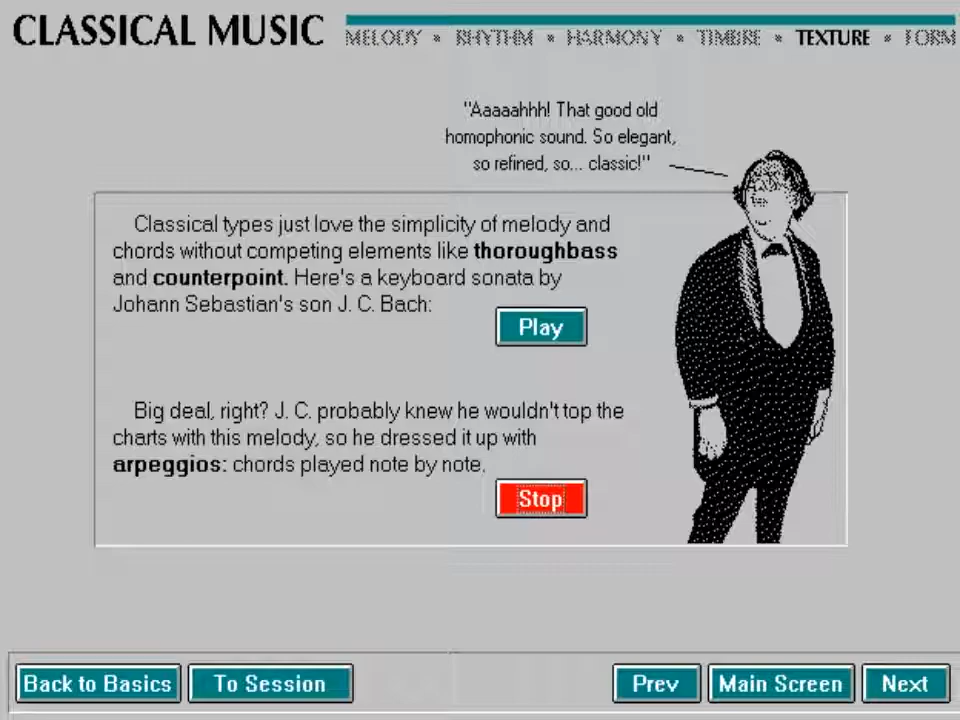 CLASSICAL MUSIC
MELODY * RHYTHM * HARMONY * TIMBRE * TEXTURE * FORM
"Aaaaahhh! That good old
homophonic sound. So elegant,
so refined, so... classic!"
Classical types just love the simplicity of melody and
chords without competing elements like thoroughbass
and counterpoint. Here's a keyboard sonata by
Johann Sebastian's son J. C. Bach:
Play
Big deal, right? J. C. probably knew he wouldn't top the
charts with this melody, so he dressed it up with
arpeggios: chords played note by note.
Stop
Back to Basics To Session Prev Main Screen Next